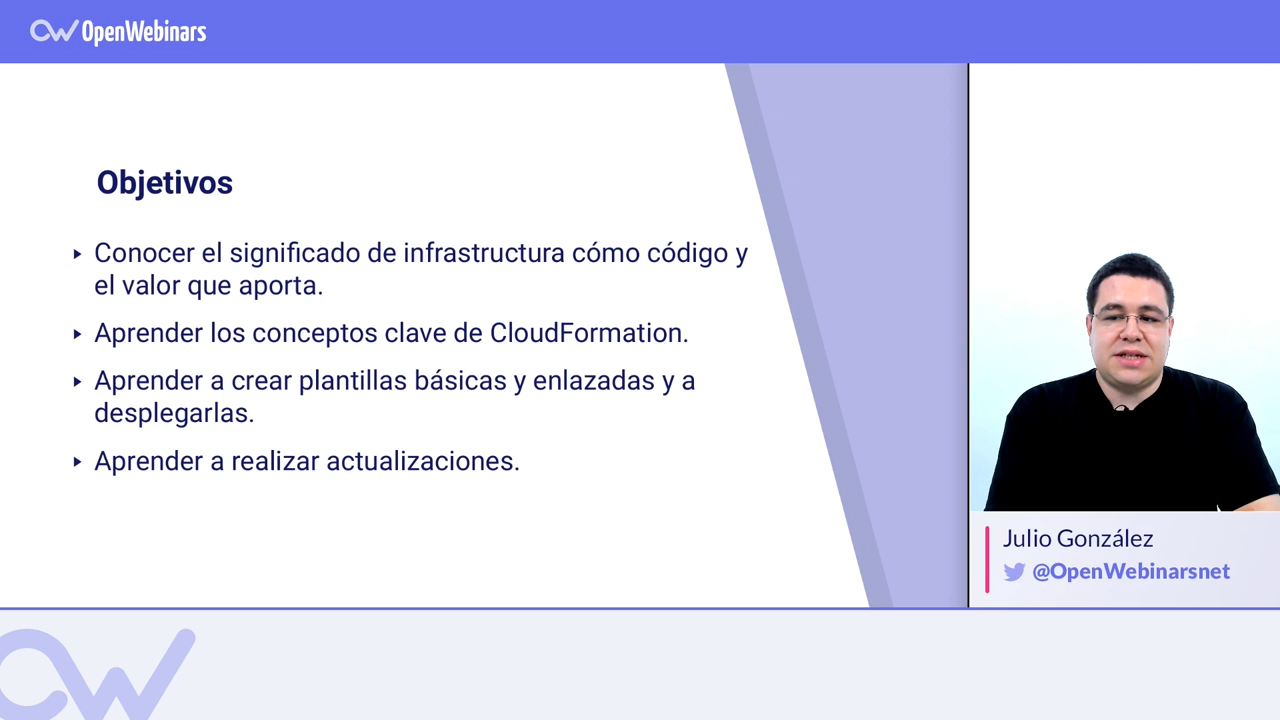 OpenWebinars
Objetivos
Conocer el significado de infrastructura cómo código y
el valor que aporta.
Aprender los conceptos clave de CloudFormation.
Aprender a crear plantillas básicas y enlazadas y a
desplegarlas.
Aprender a realizar actualizaciones.
Julio González
@OpenWebinarsnet